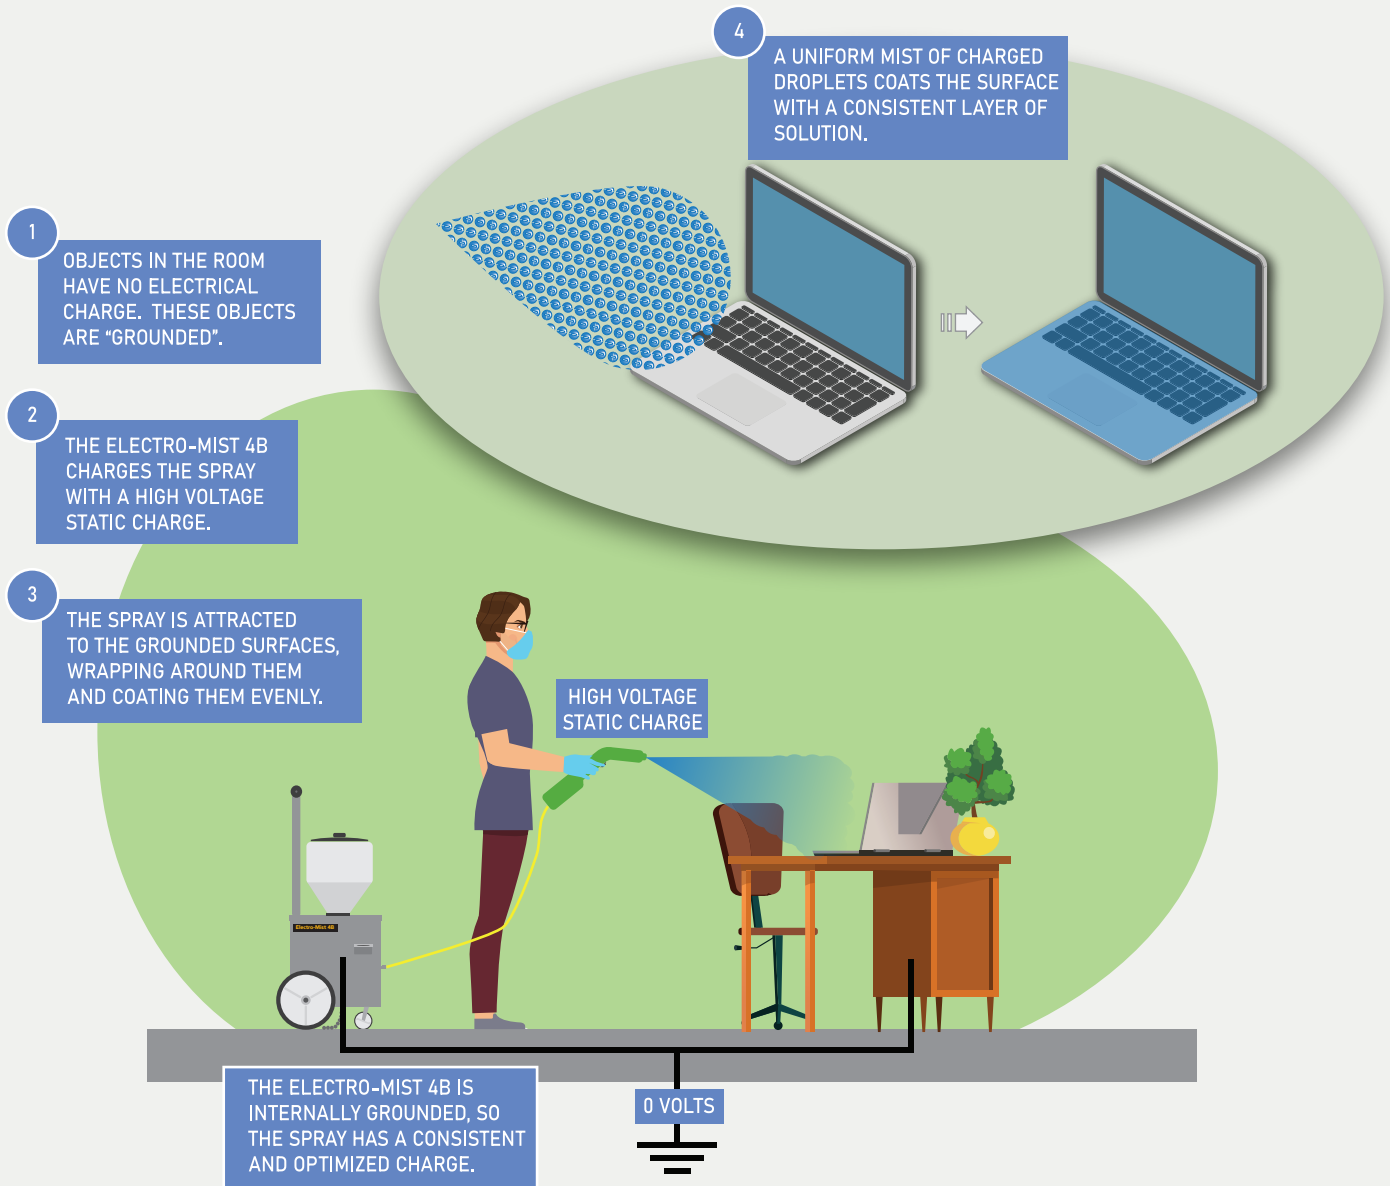 1
OBJECTS IN THE ROOM
HAVE NO ELECTRICAL
CHARGE. THESE OBJECTS
ARE “GROUNDED”.
2
THE ELECTRO-MIST 4B
CHARGES THE SPRAY
WITH A HIGH VOLTAGE
STATIC CHARGE.
3
THE SPRAY IS ATTRACTED
TO THE GROUNDED SURFACES,
WRAPPING AROUND THEM
AND COATING THEM EVENLY.
4
A UNIFORM MIST OF CHARGED
DROPLETS COATS THE SURFACE
WITH A CONSISTENT LAYER OF
SOLUTION.
HIGH VOLTAGE
STATIC CHARGE
Electro-Mist 4B
THE ELECTRO-MIST 4B IS
INTERNALLY GROUNDED, SO
THE SPRAY HAS A CONSISTENT
AND OPTIMIZED CHARGE.
0 VOLTS